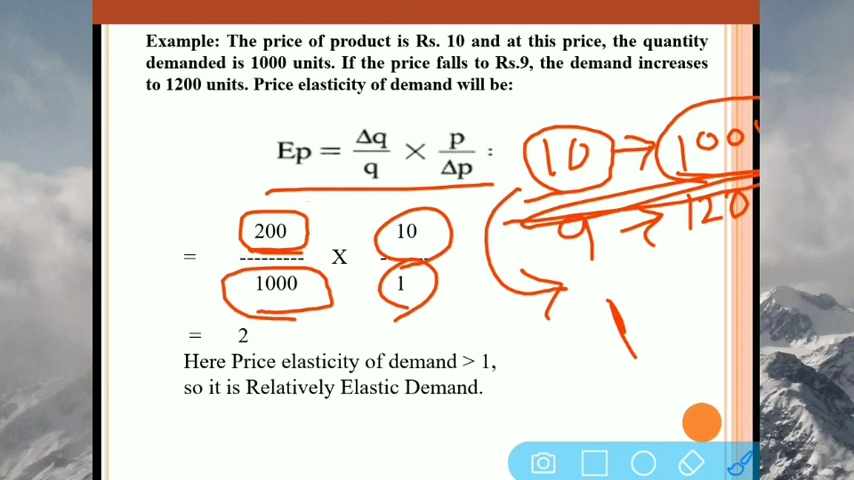 Example: The price of product is Rs. 10 and at this price, the quantity
demanded is 1000 units. If the price falls to Rs.9, the demand increases
to 1200 units. Price elasticity of demand will be:
Ep = Δq/q × p/Δp :
10 → 100
9 → 120
= 200/1000 X 10/1
= 2
Here Price elasticity of demand > 1,
so it is Relatively Elastic Demand.